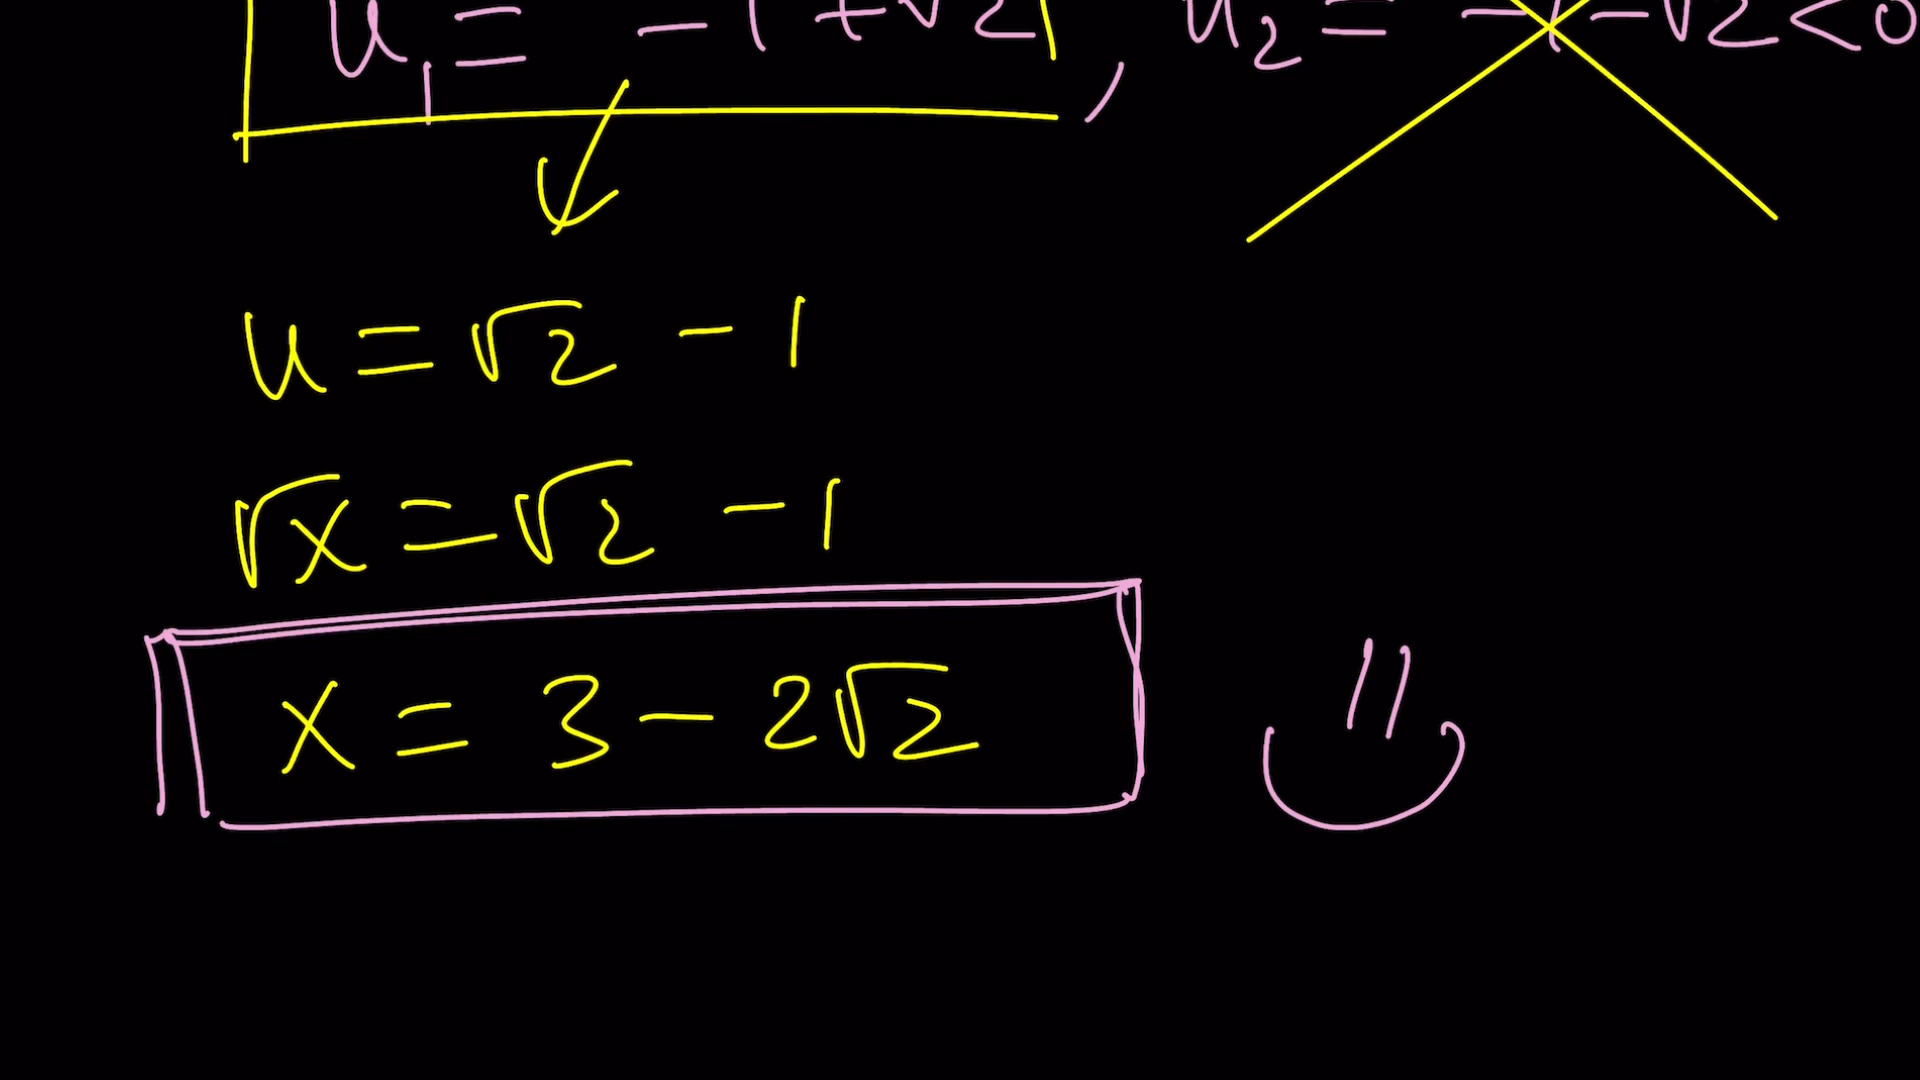 u₁ = -1+√2, u₂ = -1-√2<0
u = √2 - 1
√x = √2 - 1
x = 3 - 2√2